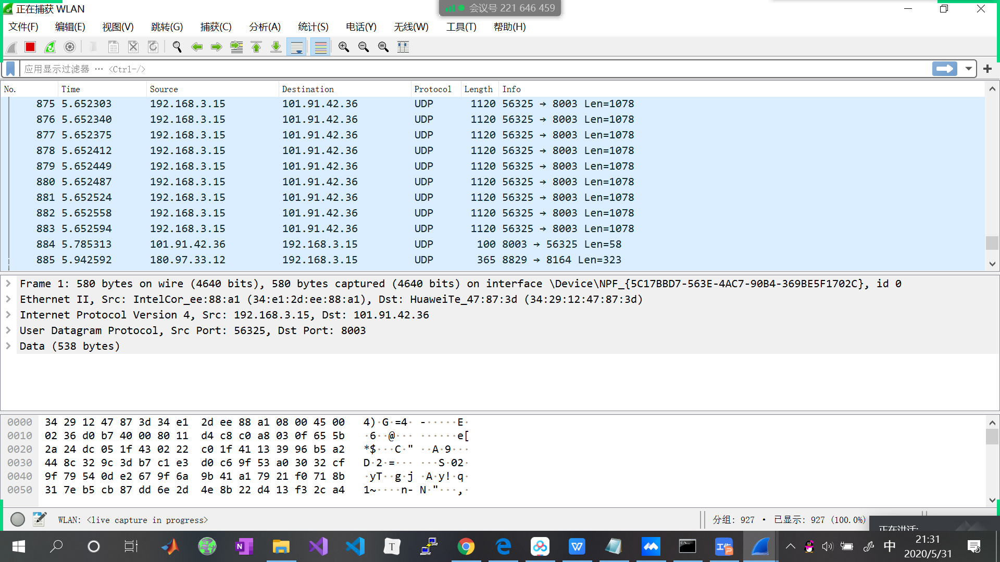 正在捕获 WLAN
会议号 221 646 459
文件(F) 编辑(E) 视图(V) 跳转(G) 捕获(C) 分析(A) 统计(S) 电话(Y) 无线(W) 工具(T) 帮助(H)
应用显示过滤器 … <Ctrl-/>
No. Time Source Destination Protocol Length Info
875 5.652303 192.168.3.15 101.91.42.36 UDP 1120 56325 → 8003 Len=1078
876 5.652340 192.168.3.15 101.91.42.36 UDP 1120 56325 → 8003 Len=1078
877 5.652375 192.168.3.15 101.91.42.36 UDP 1120 56325 → 8003 Len=1078
878 5.652412 192.168.3.15 101.91.42.36 UDP 1120 56325 → 8003 Len=1078
879 5.652449 192.168.3.15 101.91.42.36 UDP 1120 56325 → 8003 Len=1078
880 5.652487 192.168.3.15 101.91.42.36 UDP 1120 56325 → 8003 Len=1078
881 5.652524 192.168.3.15 101.91.42.36 UDP 1120 56325 → 8003 Len=1078
882 5.652558 192.168.3.15 101.91.42.36 UDP 1120 56325 → 8003 Len=1078
883 5.652594 192.168.3.15 101.91.42.36 UDP 1120 56325 → 8003 Len=1078
884 5.785313 101.91.42.36 192.168.3.15 UDP 100 8003 → 56325 Len=58
885 5.942592 180.97.33.12 192.168.3.15 UDP 365 8829 → 8164 Len=323
Frame 1: 580 bytes on wire (4640 bits), 580 bytes captured (4640 bits) on interface \Device\NPF_{5C17BBD7-563E-4AC7-90B4-369BE5F1702C}, id 0
Ethernet II, Src: IntelCor_ee:88:a1 (34:e1:2d:ee:88:a1), Dst: HuaweiTe_47:87:3d (34:29:12:47:87:3d)
Internet Protocol Version 4, Src: 192.168.3.15, Dst: 101.91.42.36
User Datagram Protocol, Src Port: 56325, Dst Port: 8003
Data (538 bytes)
0000 34 29 12 47 87 3d 34 e1 2d ee 88 a1 08 00 45 00 4)·G·=4· -·····E·
0010 02 36 d0 b7 40 00 80 11 d4 c8 c0 a8 03 0f 65 5b ·6··@··· ······e[
0020 2a 24 dc 05 1f 43 02 22 c0 1f 41 13 39 96 b5 a2 *$···C·" ··A·9···
0030 44 8c 32 9c 3d b7 c1 e3 d0 c6 9f 53 a0 30 32 cf D·2·=··· ···S·02·
0040 9f 79 54 0d e2 67 9f 6a 9b 41 a1 79 21 f0 71 8b ·yT··g·j ·A·y!·q·
0050 31 7e b5 cb 87 dd 6e 2d 4e 8b 22 d4 13 f3 2c a4 1~····n- N·"···,·
WLAN: <live capture in progress>
分组: 927 · 已显示: 927 (100.0%)
正在讲话:
中
21:31
2020/5/31